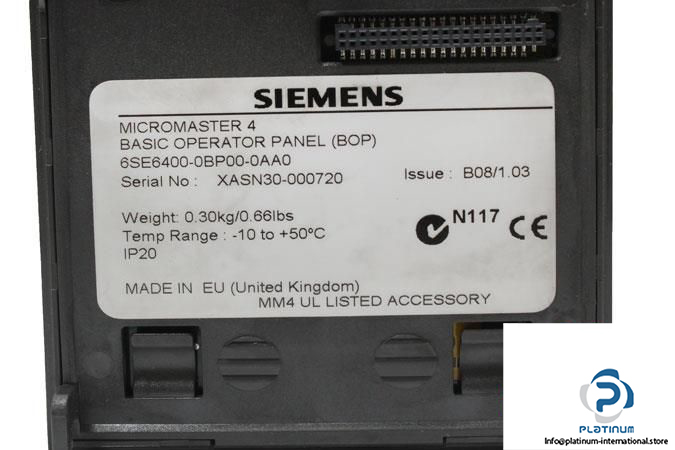 SIEMENS
MICROMASTER 4
BASIC OPERATOR PANEL (BOP)
6SE6400-0BP00-0AA0
Serial No : XASN30-000720 Issue : B08/1.03
Weight: 0.30kg/0.66lbs
Temp Range : -10 to +50°C
IP20
N117 CE
MADE IN EU (United Kingdom)
MM4 UL LISTED ACCESSORY
PLATINUM
Info@platinum-international.store